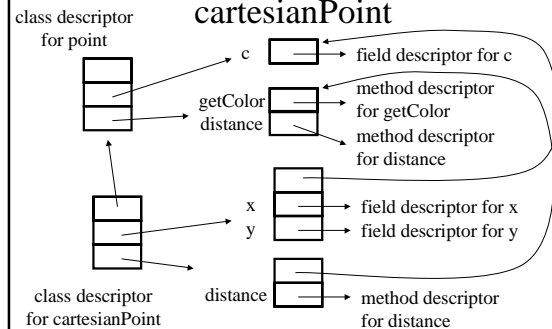 cartesianPoint
class descriptor
for point
c
field descriptor for c
getColor
distance
method descriptor
for getColor
method descriptor
for distance
x
field descriptor for x
y
field descriptor for y
class descriptor
for cartesianPoint
distance
method descriptor
for distance